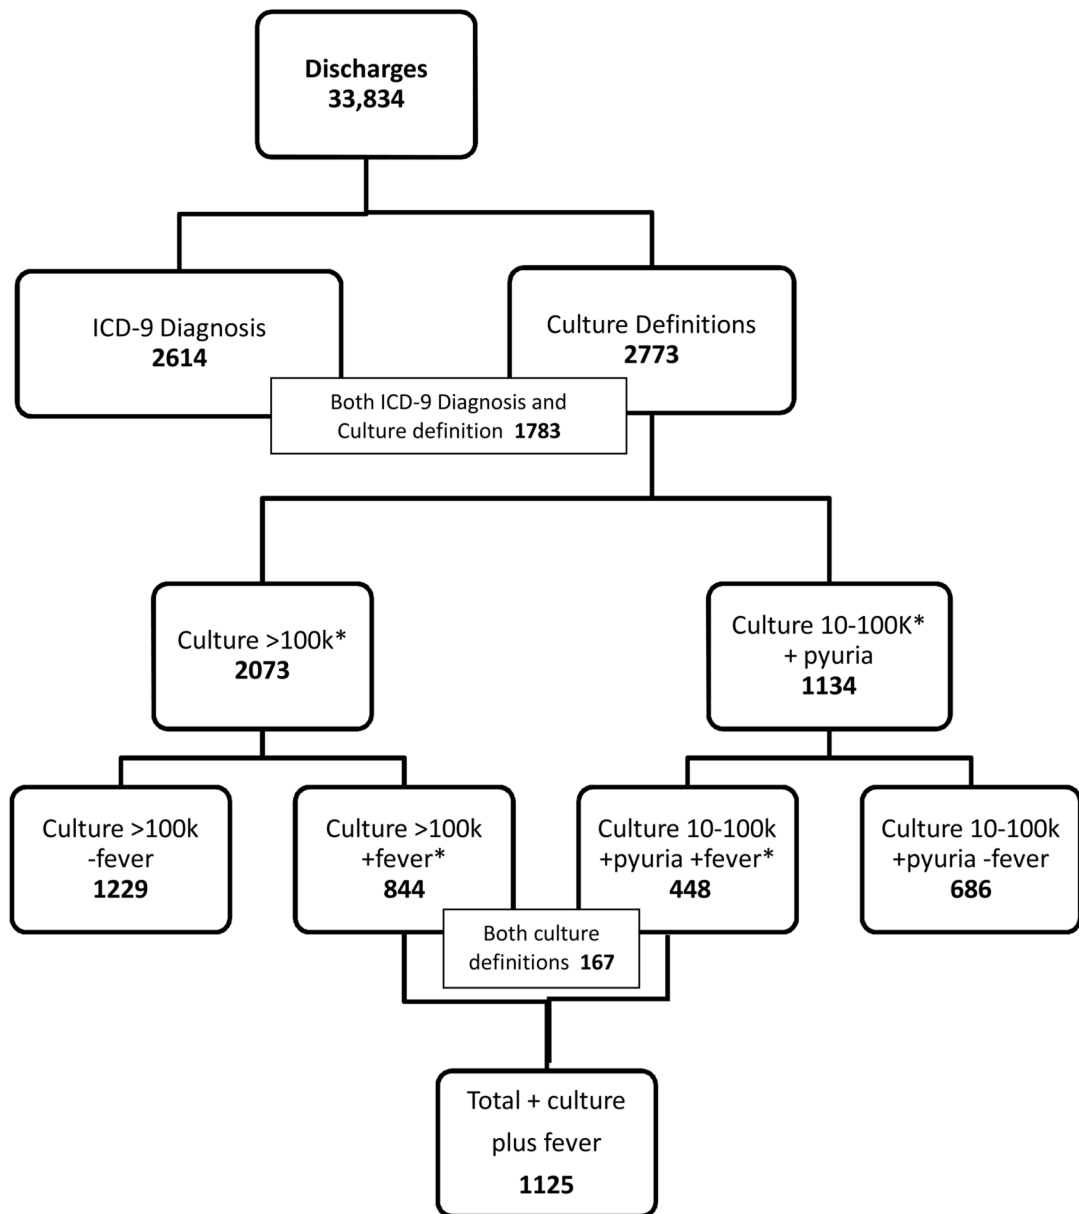 Discharges
33,834
ICD-9 Diagnosis
2614
Culture Definitions
2773
Both ICD-9 Diagnosis and
Culture definition 1783
Culture >100k*
2073
Culture 10-100K*
+ pyuria
1134
Culture >100k
-fever
1229
Culture >100k
+fever*
844
Culture 10-100k
+pyuria +fever*
448
Culture 10-100k
+pyuria -fever
686
Both culture
definitions 167
Total + culture
plus fever
1125